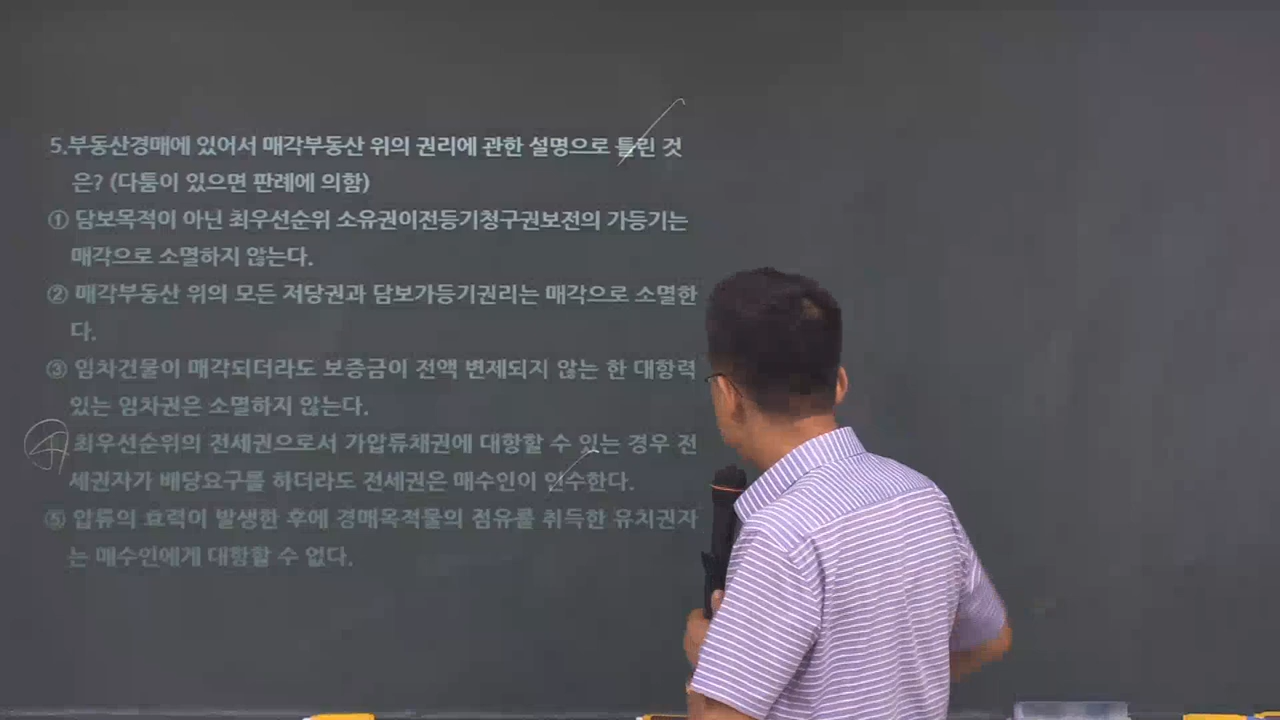 5.부동산경매에 있어서 매각부동산 위의 권리에 관한 설명으로 틀린 것
은? (다툼이 있으면 판례에 의함)
① 담보목적이 아닌 최우선순위 소유권이전등기청구권보전의 가등기는
매각으로 소멸하지 않는다.
② 매각부동산 위의 모든 저당권과 담보가등기권리는 매각으로 소멸한
다.
③ 임차건물이 매각되더라도 보증금이 전액 변제되지 않는 한 대항력
있는 임차권은 소멸하지 않는다.
④ 최우선순위의 전세권으로서 가압류채권에 대항할 수 있는 경우 전
세권자가 배당요구를 하더라도 전세권은 매수인이 인수한다.
⑤ 압류의 효력이 발생한 후에 경매목적물의 점유를 취득한 유치권자
는 매수인에게 대항할 수 없다.